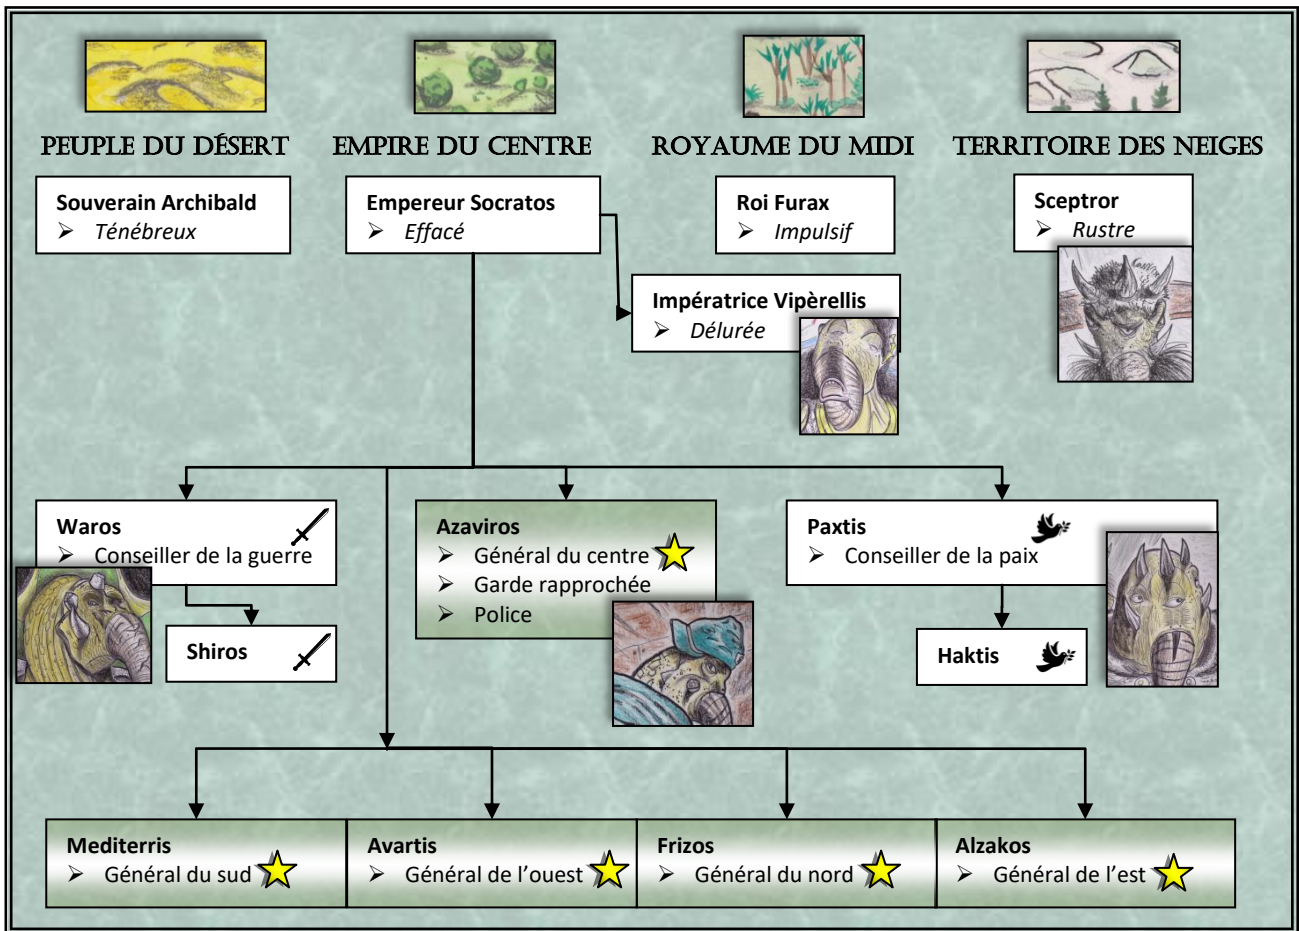 PEUPLE DU DÉSERT
EMPIRE DU CENTRE
ROYAUME DU MIDI
TERRITOIRE DES NEIGES
Souverain Archibald
➢ Ténébreux
Empereur Socratos
➢ Effacé
Roi Furax
➢ Impulsif
Sceptror
➢ Rustre
Impératrice Vipèrellis
➢ Délurée
Waros
➢ Conseiller de la guerre
Shiros
Azaviros
➢ Général du centre
➢ Garde rapprochée
➢ Police
Paxtis
➢ Conseiller de la paix
Haktis
Mediterris
➢ Général du sud
Avartis
➢ Général de l’ouest
Frizos
➢ Général du nord
Alzakos
➢ Général de l’est